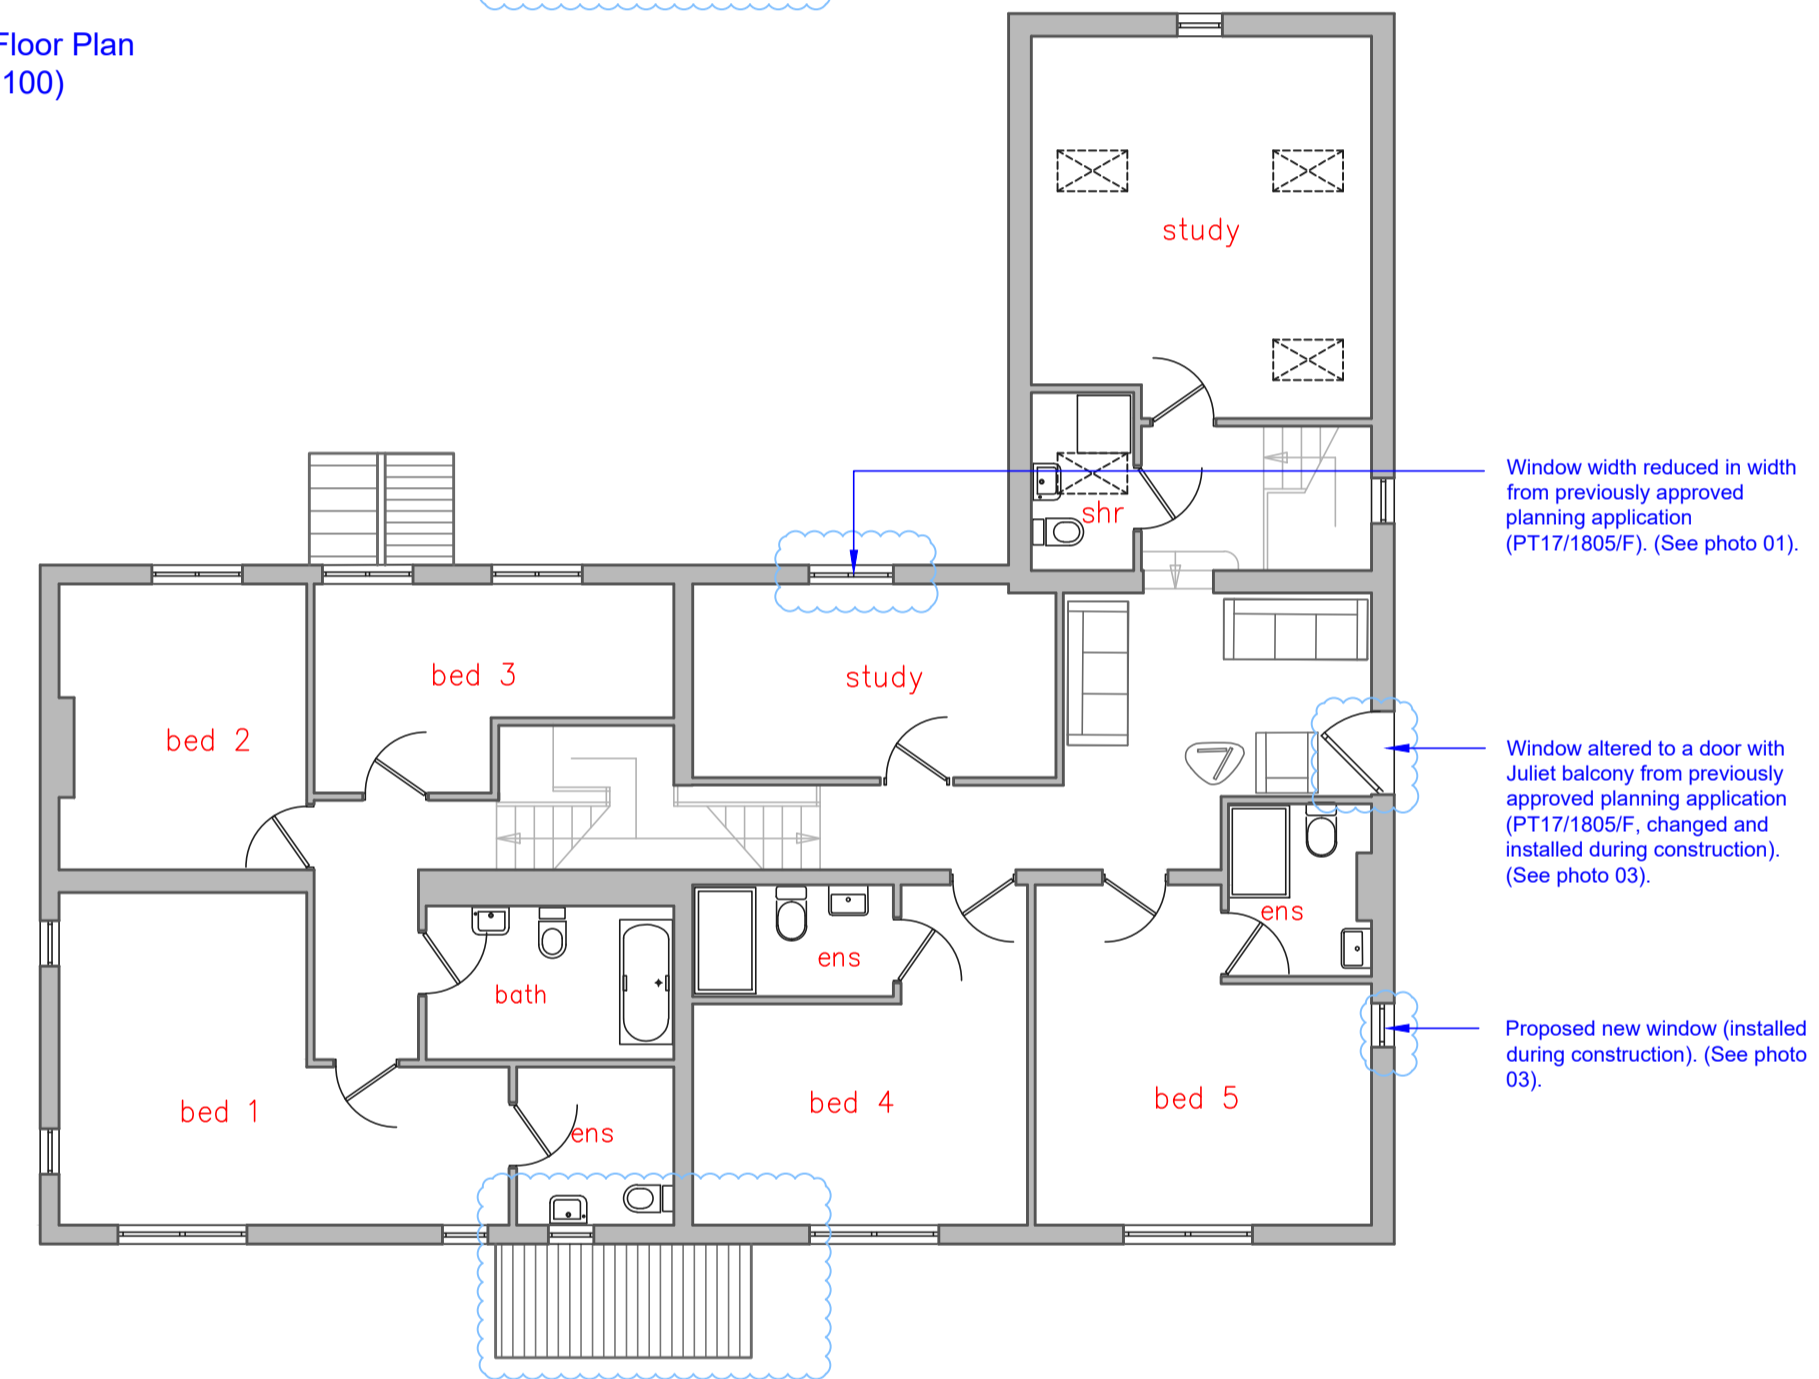 Floor Plan
100)
study
Window width reduced in width
from previously approved
planning application
(PT17/1805/F). (See photo 01).
shr
bed 3
study
bed 2
Window altered to a door with
Juliet balcony from previously
approved planning application
(PT17/1805/F, changed and
installed during construction).
(See photo 03).
ens
ens
bath
Proposed new window (installed
during construction). (See photo
03).
bed 1
ens
bed 4
bed 5